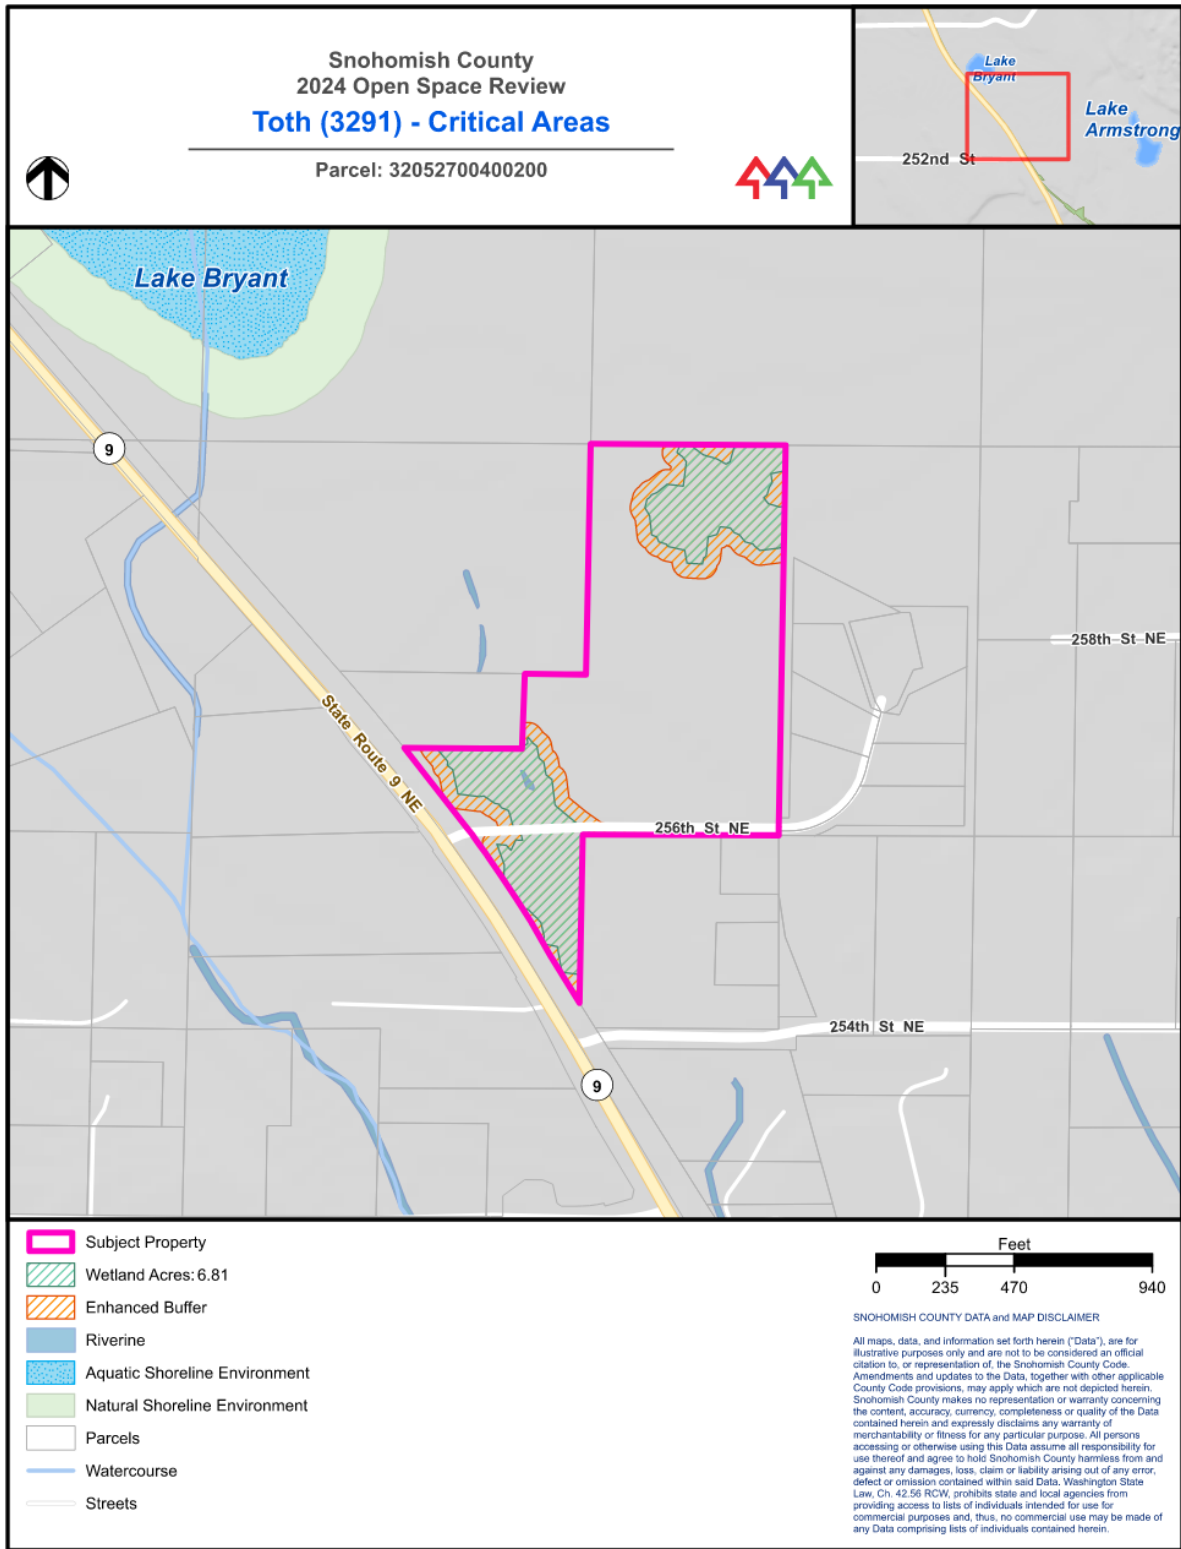 Snohomish County
2024 Open Space Review
Toth (3291) - Critical Areas
Parcel: 32052700400200
Lake
Bryant
Lake
Armstrong
252nd St
Lake Bryant
9
258th St NE
State Route 9 NE
256th St NE
254th St NE
9
Subject Property
Wetland Acres: 6.81
Enhanced Buffer
Riverine
Aquatic Shoreline Environment
Natural Shoreline Environment
Parcels
Watercourse
Streets
Feet
0 235 470 940
SNOHOMISH COUNTY DATA and MAP DISCLAIMER
All maps, data, and information set forth herein ("Data"), are for
illustrative purposes only and are not to be considered an official
citation to, or representation of, the Snohomish County Code.
Amendments and updates to the Data, together with other applicable
County Code provisions, may apply which are not depicted herein.
Snohomish County makes no representation or warranty concerning
the content, accuracy, currency, completeness or quality of the Data
contained herein and expressly disclaims any warranty of
merchantability or fitness for any particular purpose. All persons
accessing or otherwise using this Data assume all responsibility for
use thereof and agree to hold Snohomish County harmless from and
against any damages, loss, claim or liability arising out of any error,
defect or omission contained within said Data. Washington State
Law, Ch. 42.56 RCW, prohibits state and local agencies from
providing access to lists of individuals intended for use for
commercial purposes and, thus, no commercial use may be made of
any Data comprising lists of individuals contained herein.